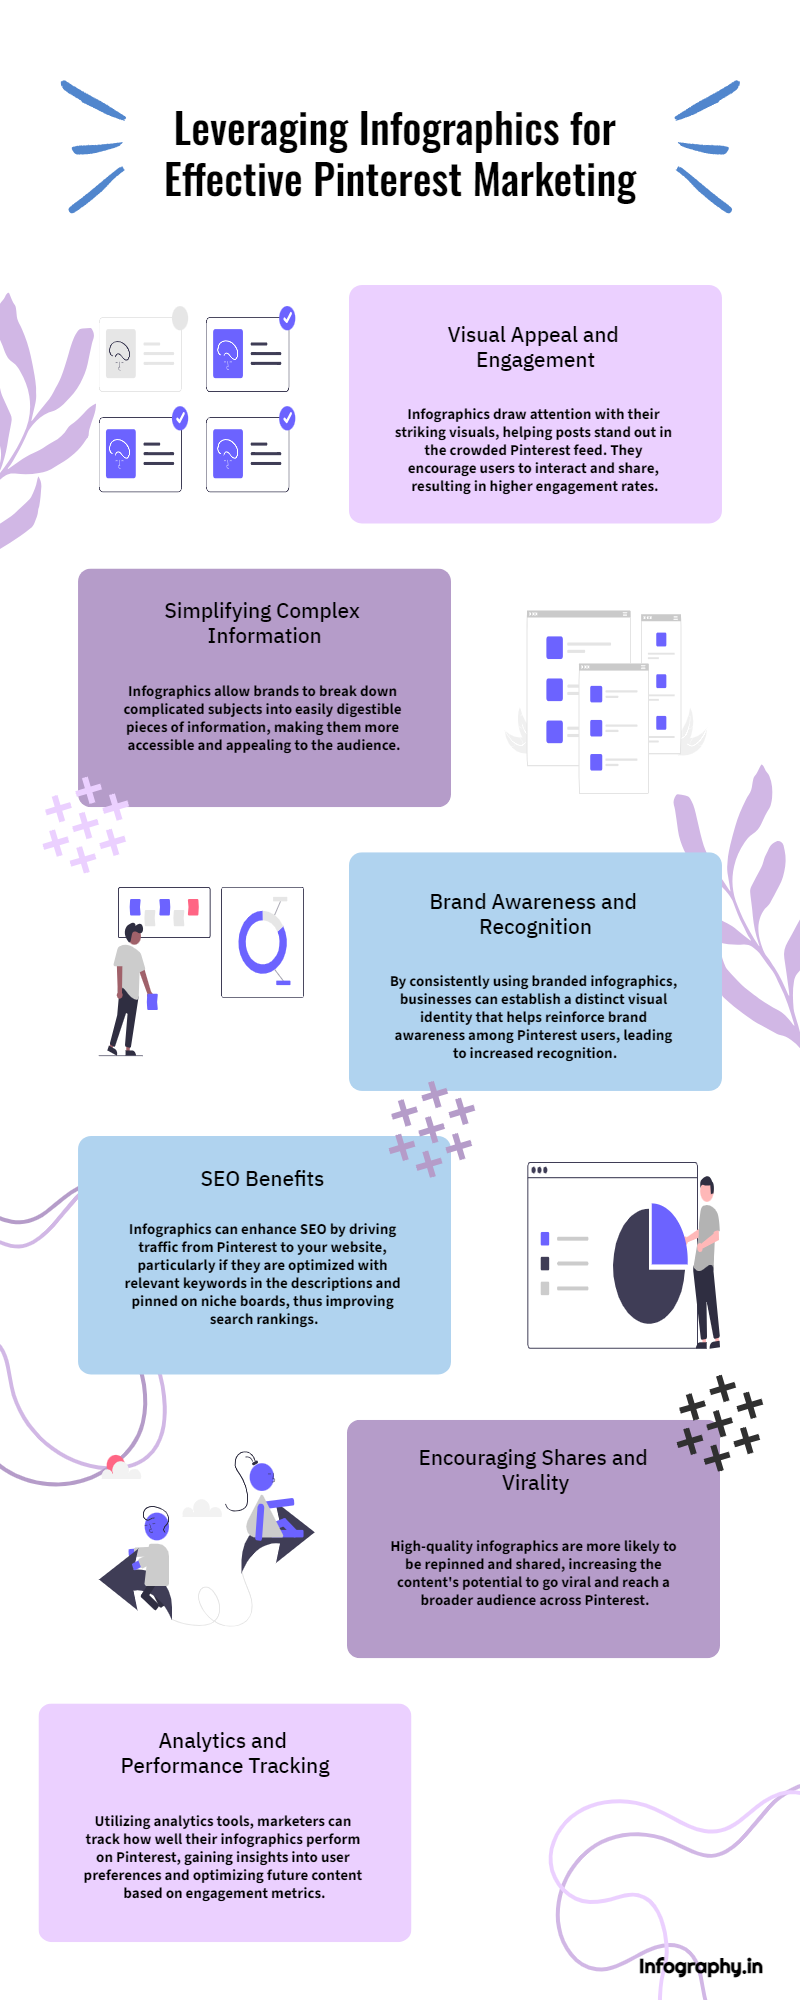 Leveraging Infographics for
Effective Pinterest Marketing
Visual Appeal and
Engagement
Infographics draw attention with their
striking visuals, helping posts stand out in
the crowded Pinterest feed. They
encourage users to interact and share,
resulting in higher engagement rates.
Simplifying Complex
Information
Infographics allow brands to break down
complicated subjects into easily digestible
pieces of information, making them more
accessible and appealing to the audience.
Brand Awareness and
Recognition
By consistently using branded infographics,
businesses can establish a distinct visual
identity that helps reinforce brand
awareness among Pinterest users, leading
to increased recognition.
SEO Benefits
Infographics can enhance SEO by driving
traffic from Pinterest to your website,
particularly if they are optimized with
relevant keywords in the descriptions and
pinned on niche boards, thus improving
search rankings.
Encouraging Shares and
Virality
High-quality infographics are more likely to
be repinned and shared, increasing the
content's potential to go viral and reach a
broader audience across Pinterest.
Analytics and
Performance Tracking
Utilizing analytics tools, marketers can
track how well their infographics perform
on Pinterest, gaining insights into user
preferences and optimizing future content
based on engagement metrics.
Infography.in